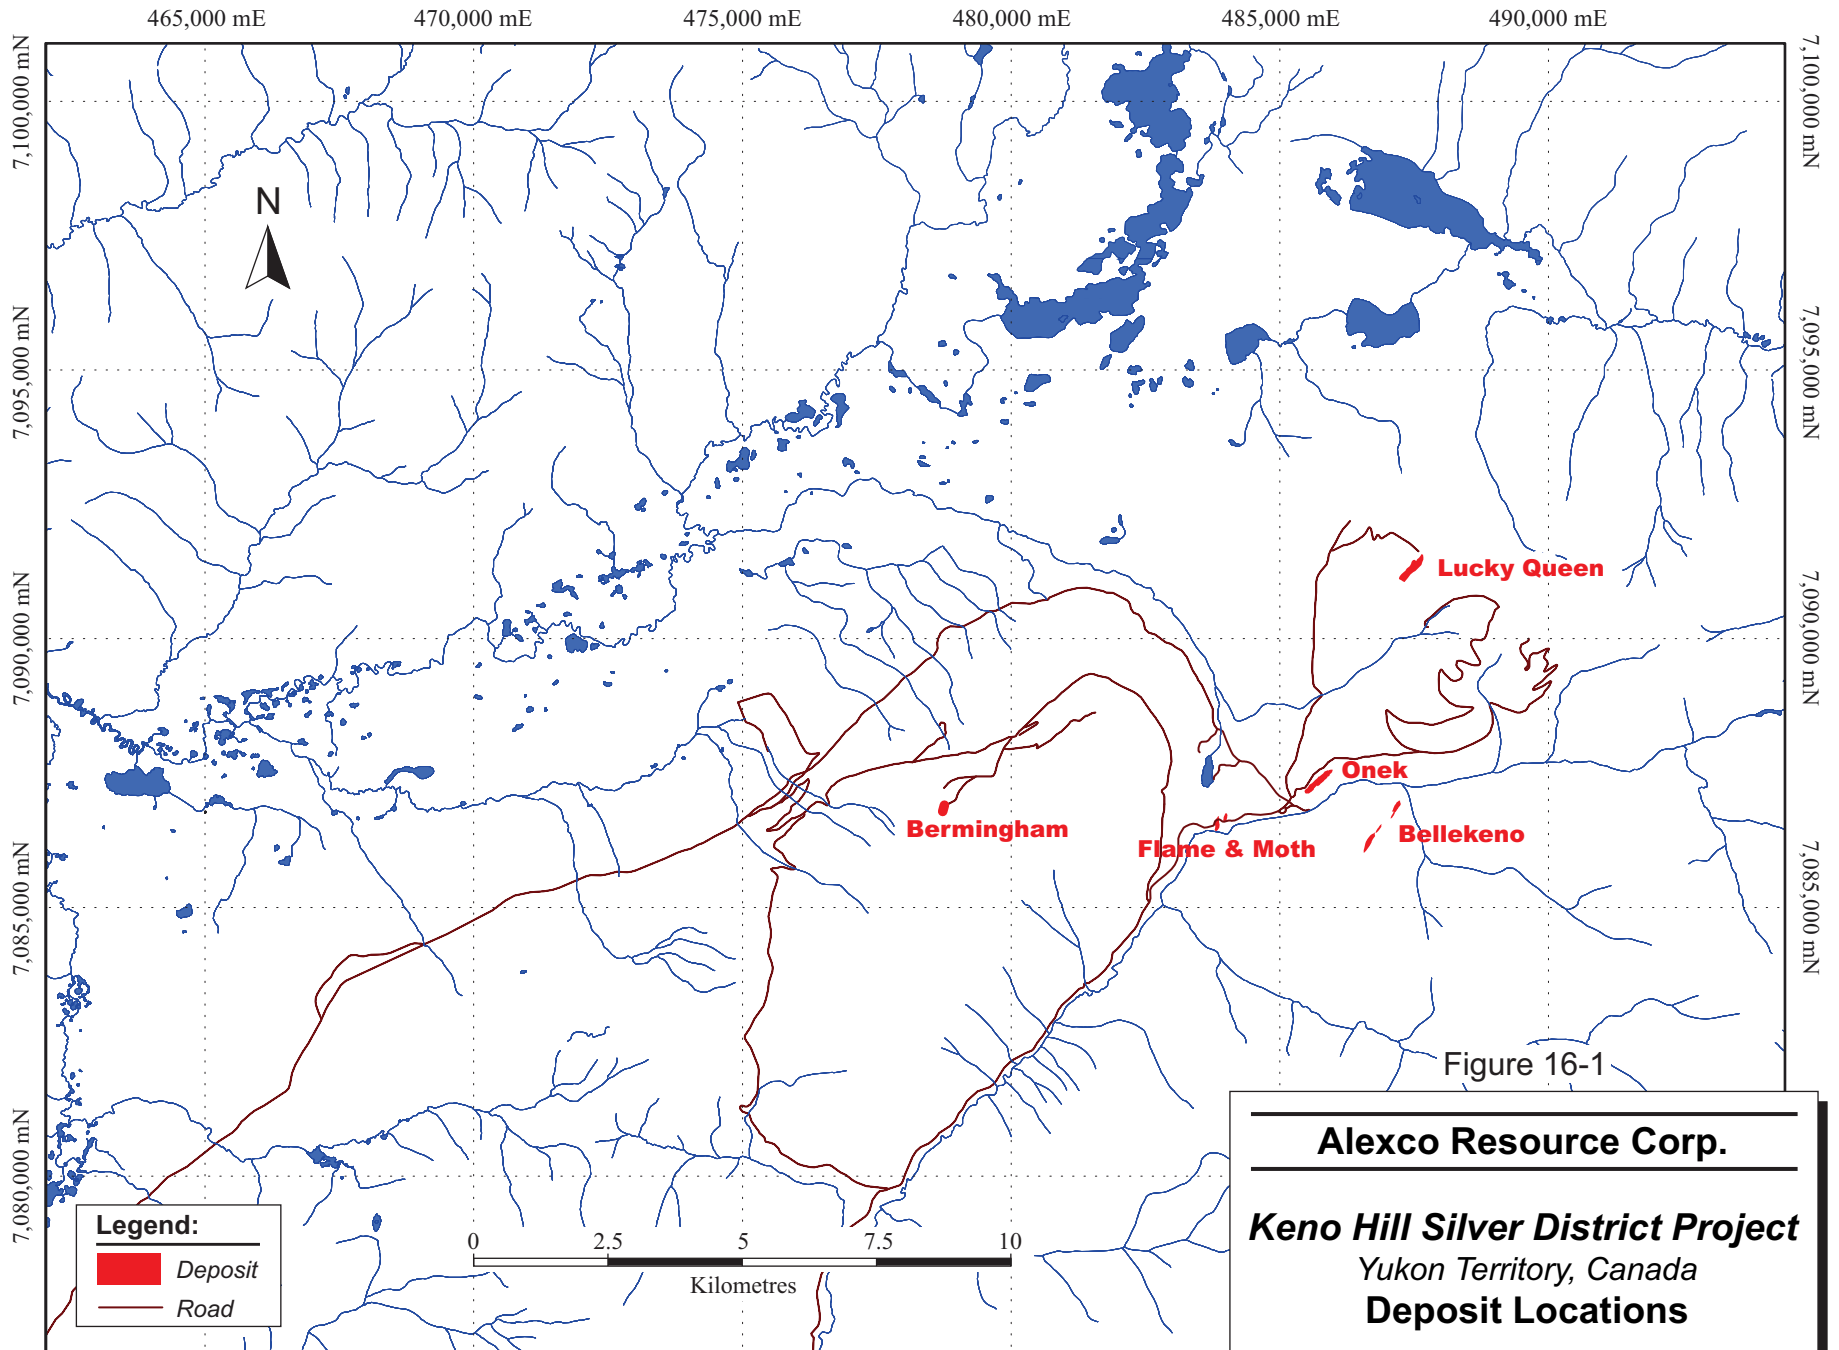 465,000 mE 470,000 mE 475,000 mE 480,000 mE 485,000 mE 490,000 mE
7,100,000 mN
7,100,000 mN
N
7,095,000 mN
7,095,000 mN
Lucky Queen
7,090,000 mN
7,090,000 mN
Onek
Bermingham
Bellekeno
Flame & Moth
7,085,000 mN
7,085,000 mN
Figure 16-1
7,080,000 mN
Alexco Resource Corp.
Keno Hill Silver District Project
Yukon Territory, Canada
Deposit Locations
Legend:
Deposit
Road
0 2.5 5 7.5 10
Kilometres